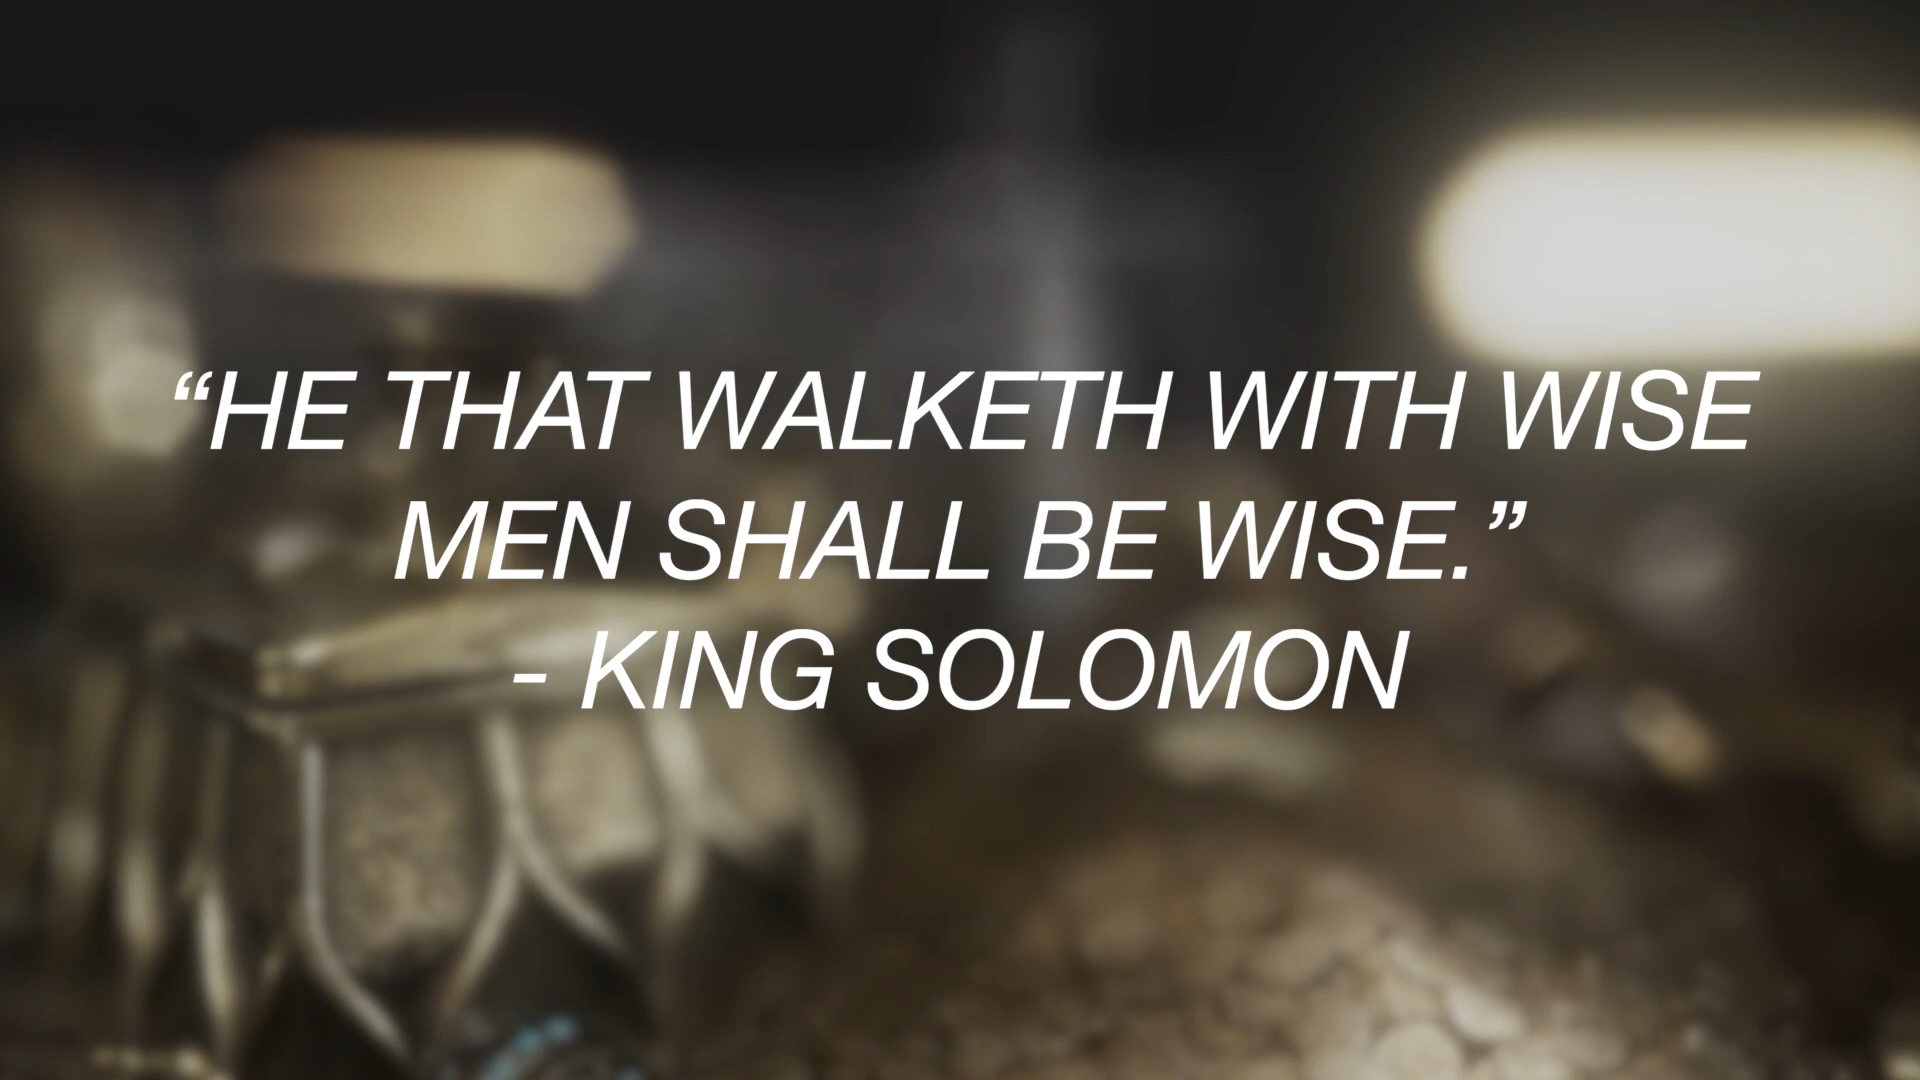 “HE THAT WALKETH WITH WISE
MEN SHALL BE WISE.”
- KING SOLOMON